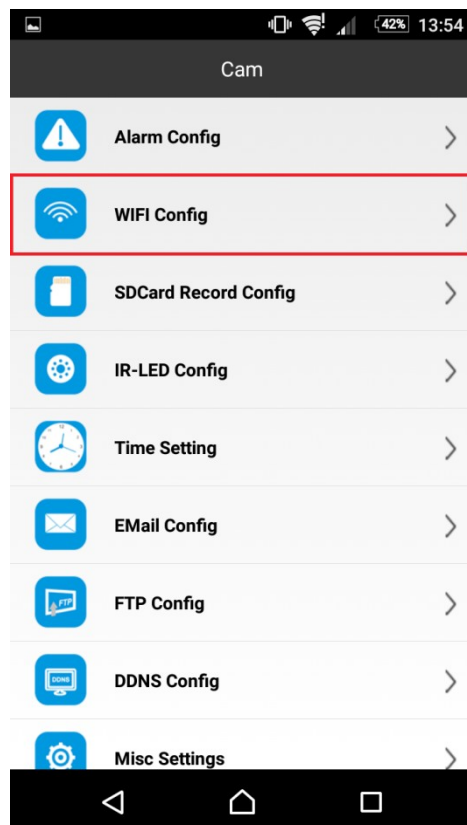 42% 13:54
Cam
Alarm Config
WIFI Config
SDCard Record Config
IR-LED Config
Time Setting
EMail Config
FTP
FTP Config
DDNS
DDNS Config
Misc Settings